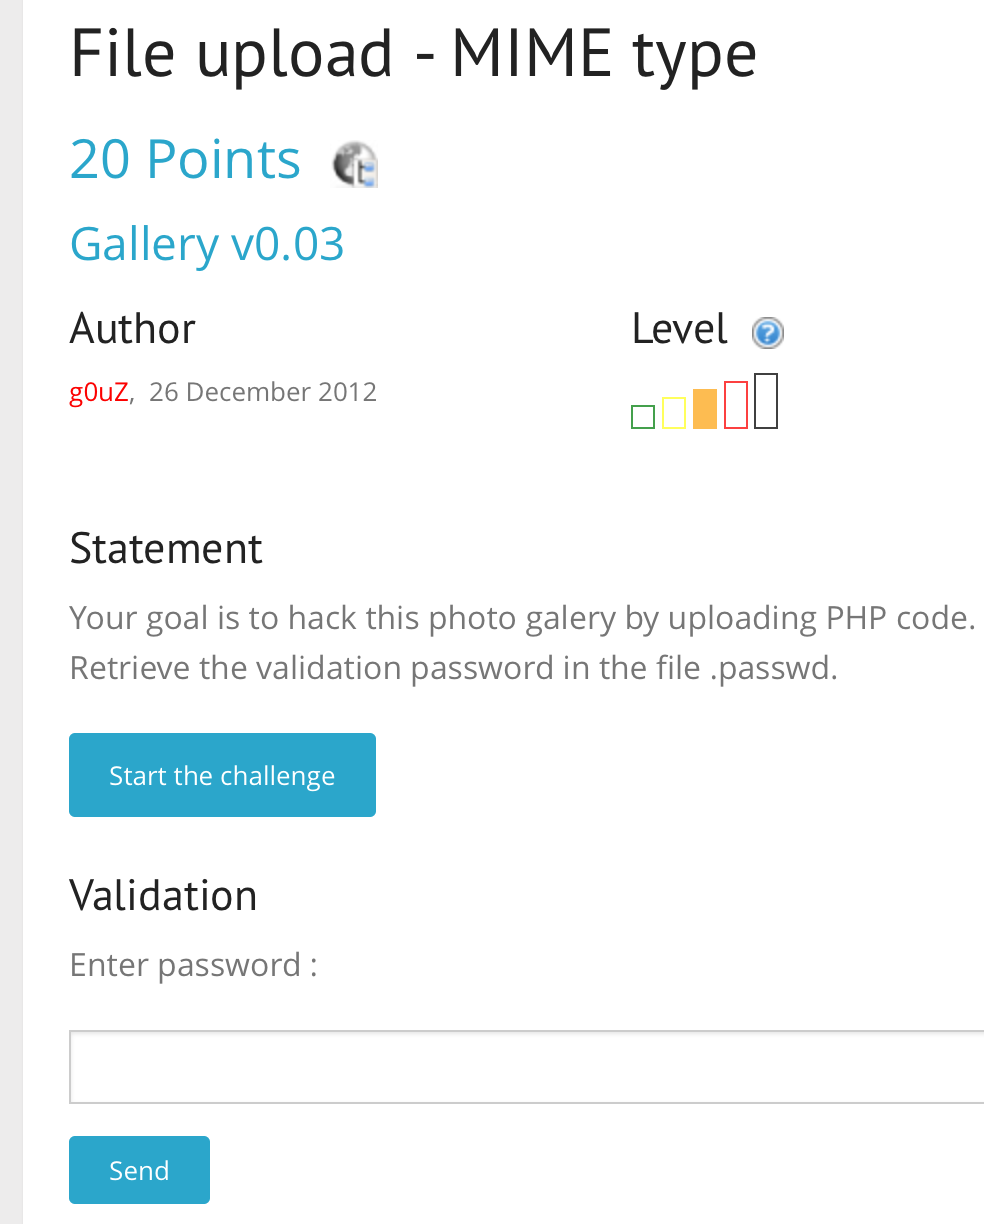 File upload - MIME type
20 Points
Gallery v0.03
Author
Level
g0uZ, 26 December 2012
Statement
Your goal is to hack this photo galery by uploading PHP code.
Retrieve the validation password in the file .passwd.
Start the challenge
Validation
Enter password :
Send